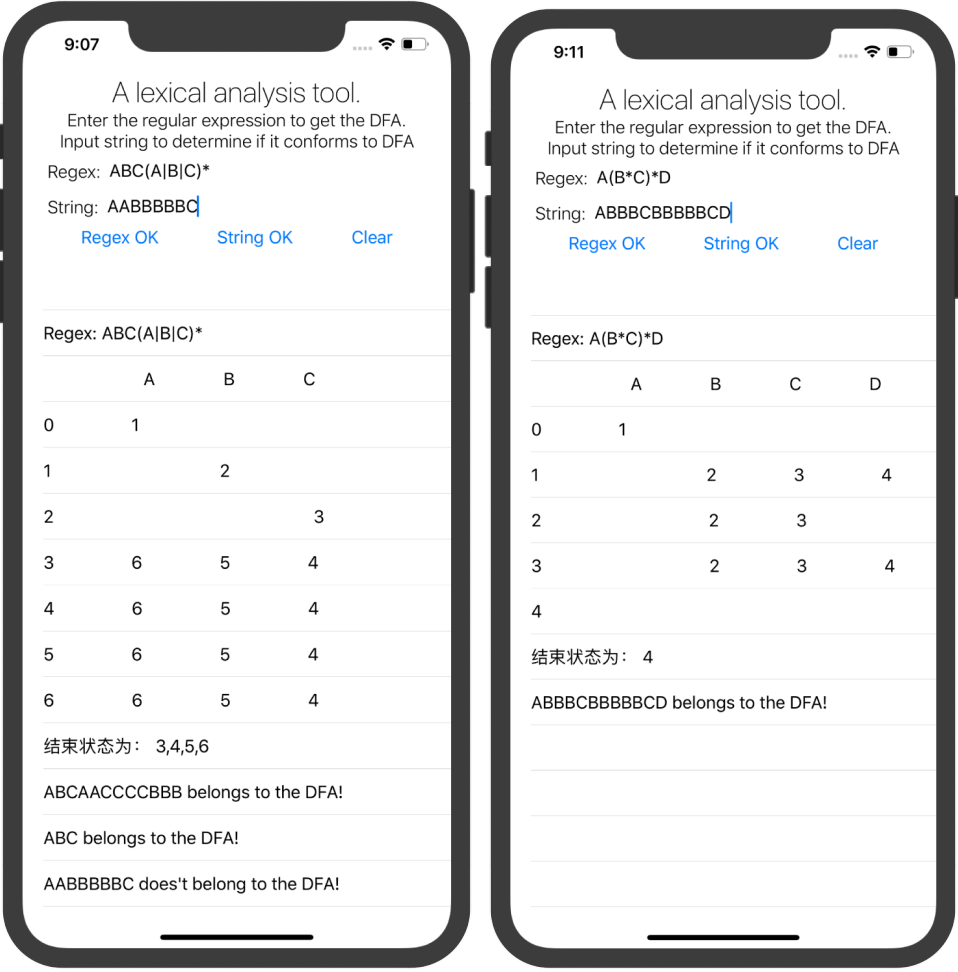 9:07
A lexical analysis tool.
Enter the regular expression to get the DFA.
Input string to determine if it conforms to DFA
Regex: ABC(A|B|C)*
String: AABBBBBC
Regex OK String OK Clear
Regex: ABC(A|B|C)*
A B C
0 1
1 2
2 3
3 6 5 4
4 6 5 4
5 6 5 4
6 6 5 4
结束状态为: 3,4,5,6
ABCAACCCCBBB belongs to the DFA!
ABC belongs to the DFA!
AABBBBBC does't belong to the DFA!
9:11
A lexical analysis tool.
Enter the regular expression to get the DFA.
Input string to determine if it conforms to DFA
Regex: A(B*C)*D
String: ABBBCBBBBBCD
Regex OK String OK Clear
Regex: A(B*C)*D
A B C D
0 1
1 2 3 4
2 2 3
3 2 3 4
4
结束状态为: 4
ABBBCBBBBBCD belongs to the DFA!